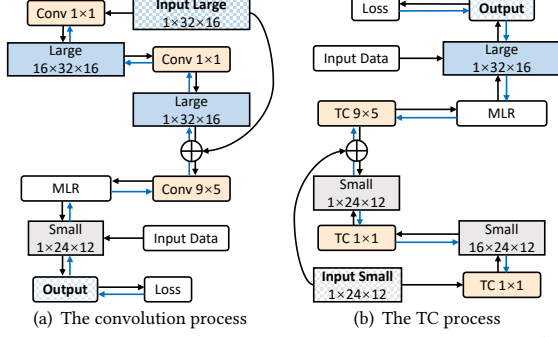 Conv 1×1
Input Large
1×32×16
Large
16×32×16
Conv 1×1
Large
1×32×16
MLR
Conv 9×5
Small
1×24×12
Input Data
Output
Loss
(a) The convolution process
Loss
Output
Input Data
Large
1×32×16
TC 9×5
MLR
Small
1×24×12
TC 1×1
Small
16×24×12
Input Small
1×24×12
TC 1×1
(b) The TC process